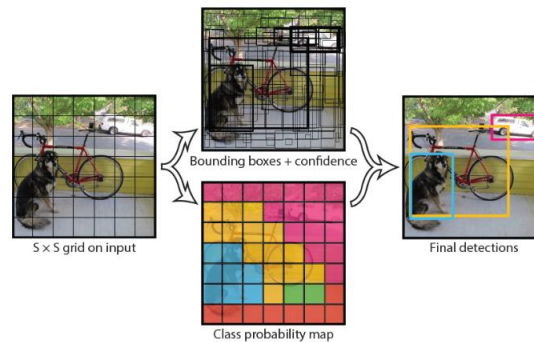 Bounding boxes + confidence
S × S grid on input
Final detections
Class probability map